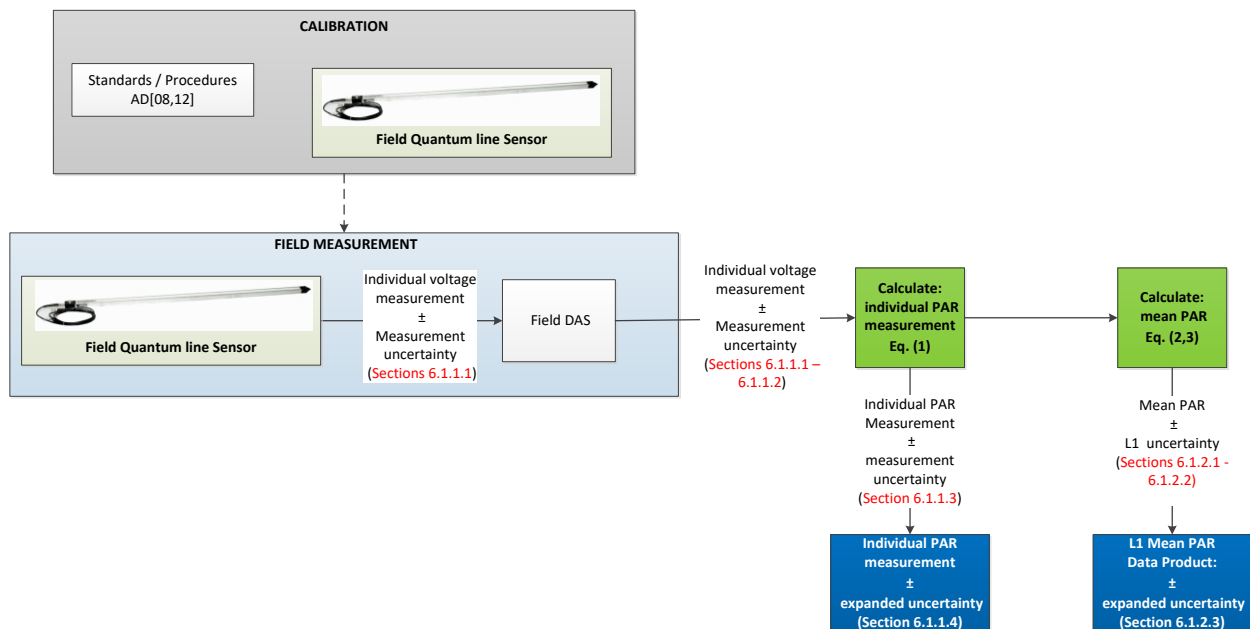 CALIBRATION
Standards / Procedures
AD[08,12]
Field Quantum line Sensor
FIELD MEASUREMENT
Field Quantum line Sensor
Individual voltage
measurement
±
Measurement
uncertainty
(Sections 6.1.1.1)
Field DAS
Individual voltage
measurement
±
Measurement
uncertainty
(Sections 6.1.1.1 –
6.1.1.2)
Calculate:
individual PAR
measurement
Eq. (1)
Calculate:
mean PAR
Eq. (2,3)
Individual PAR
Measurement
±
measurement
uncertainty
(Section 6.1.1.3)
Mean PAR
±
L1 uncertainty
(Sections 6.1.2.1 -
6.1.2.2)
Individual PAR
measurement
±
expanded uncertainty
(Section 6.1.1.4)
L1 Mean PAR
Data Product:
±
expanded uncertainty
(Section 6.1.2.3)